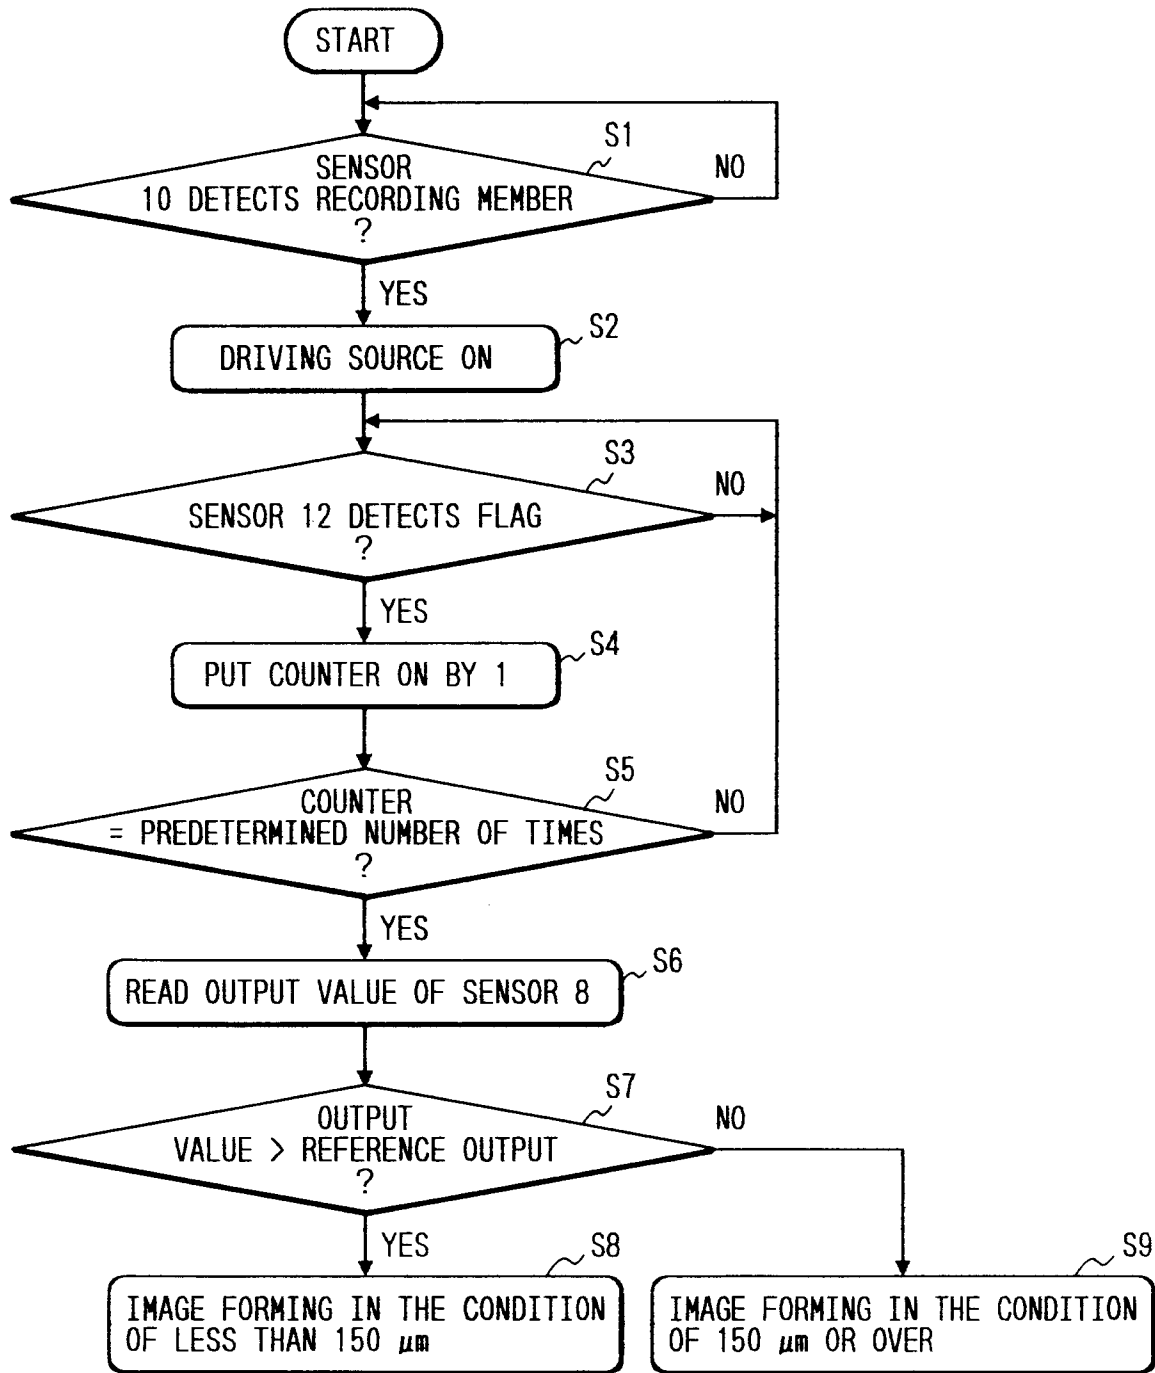 START
S1
SENSOR
10 DETECTS RECORDING MEMBER
?
NO
YES
S2
DRIVING SOURCE ON
S3
SENSOR 12 DETECTS FLAG
?
NO
YES
S4
PUT COUNTER ON BY 1
S5
COUNTER
= PREDETERMINED NUMBER OF TIMES
?
NO
YES
S6
READ OUTPUT VALUE OF SENSOR 8
S7
OUTPUT
VALUE > REFERENCE OUTPUT
?
NO
YES
S8
IMAGE FORMING IN THE CONDITION
OF LESS THAN 150 μm
S9
IMAGE FORMING IN THE CONDITION
OF 150 μm OR OVER